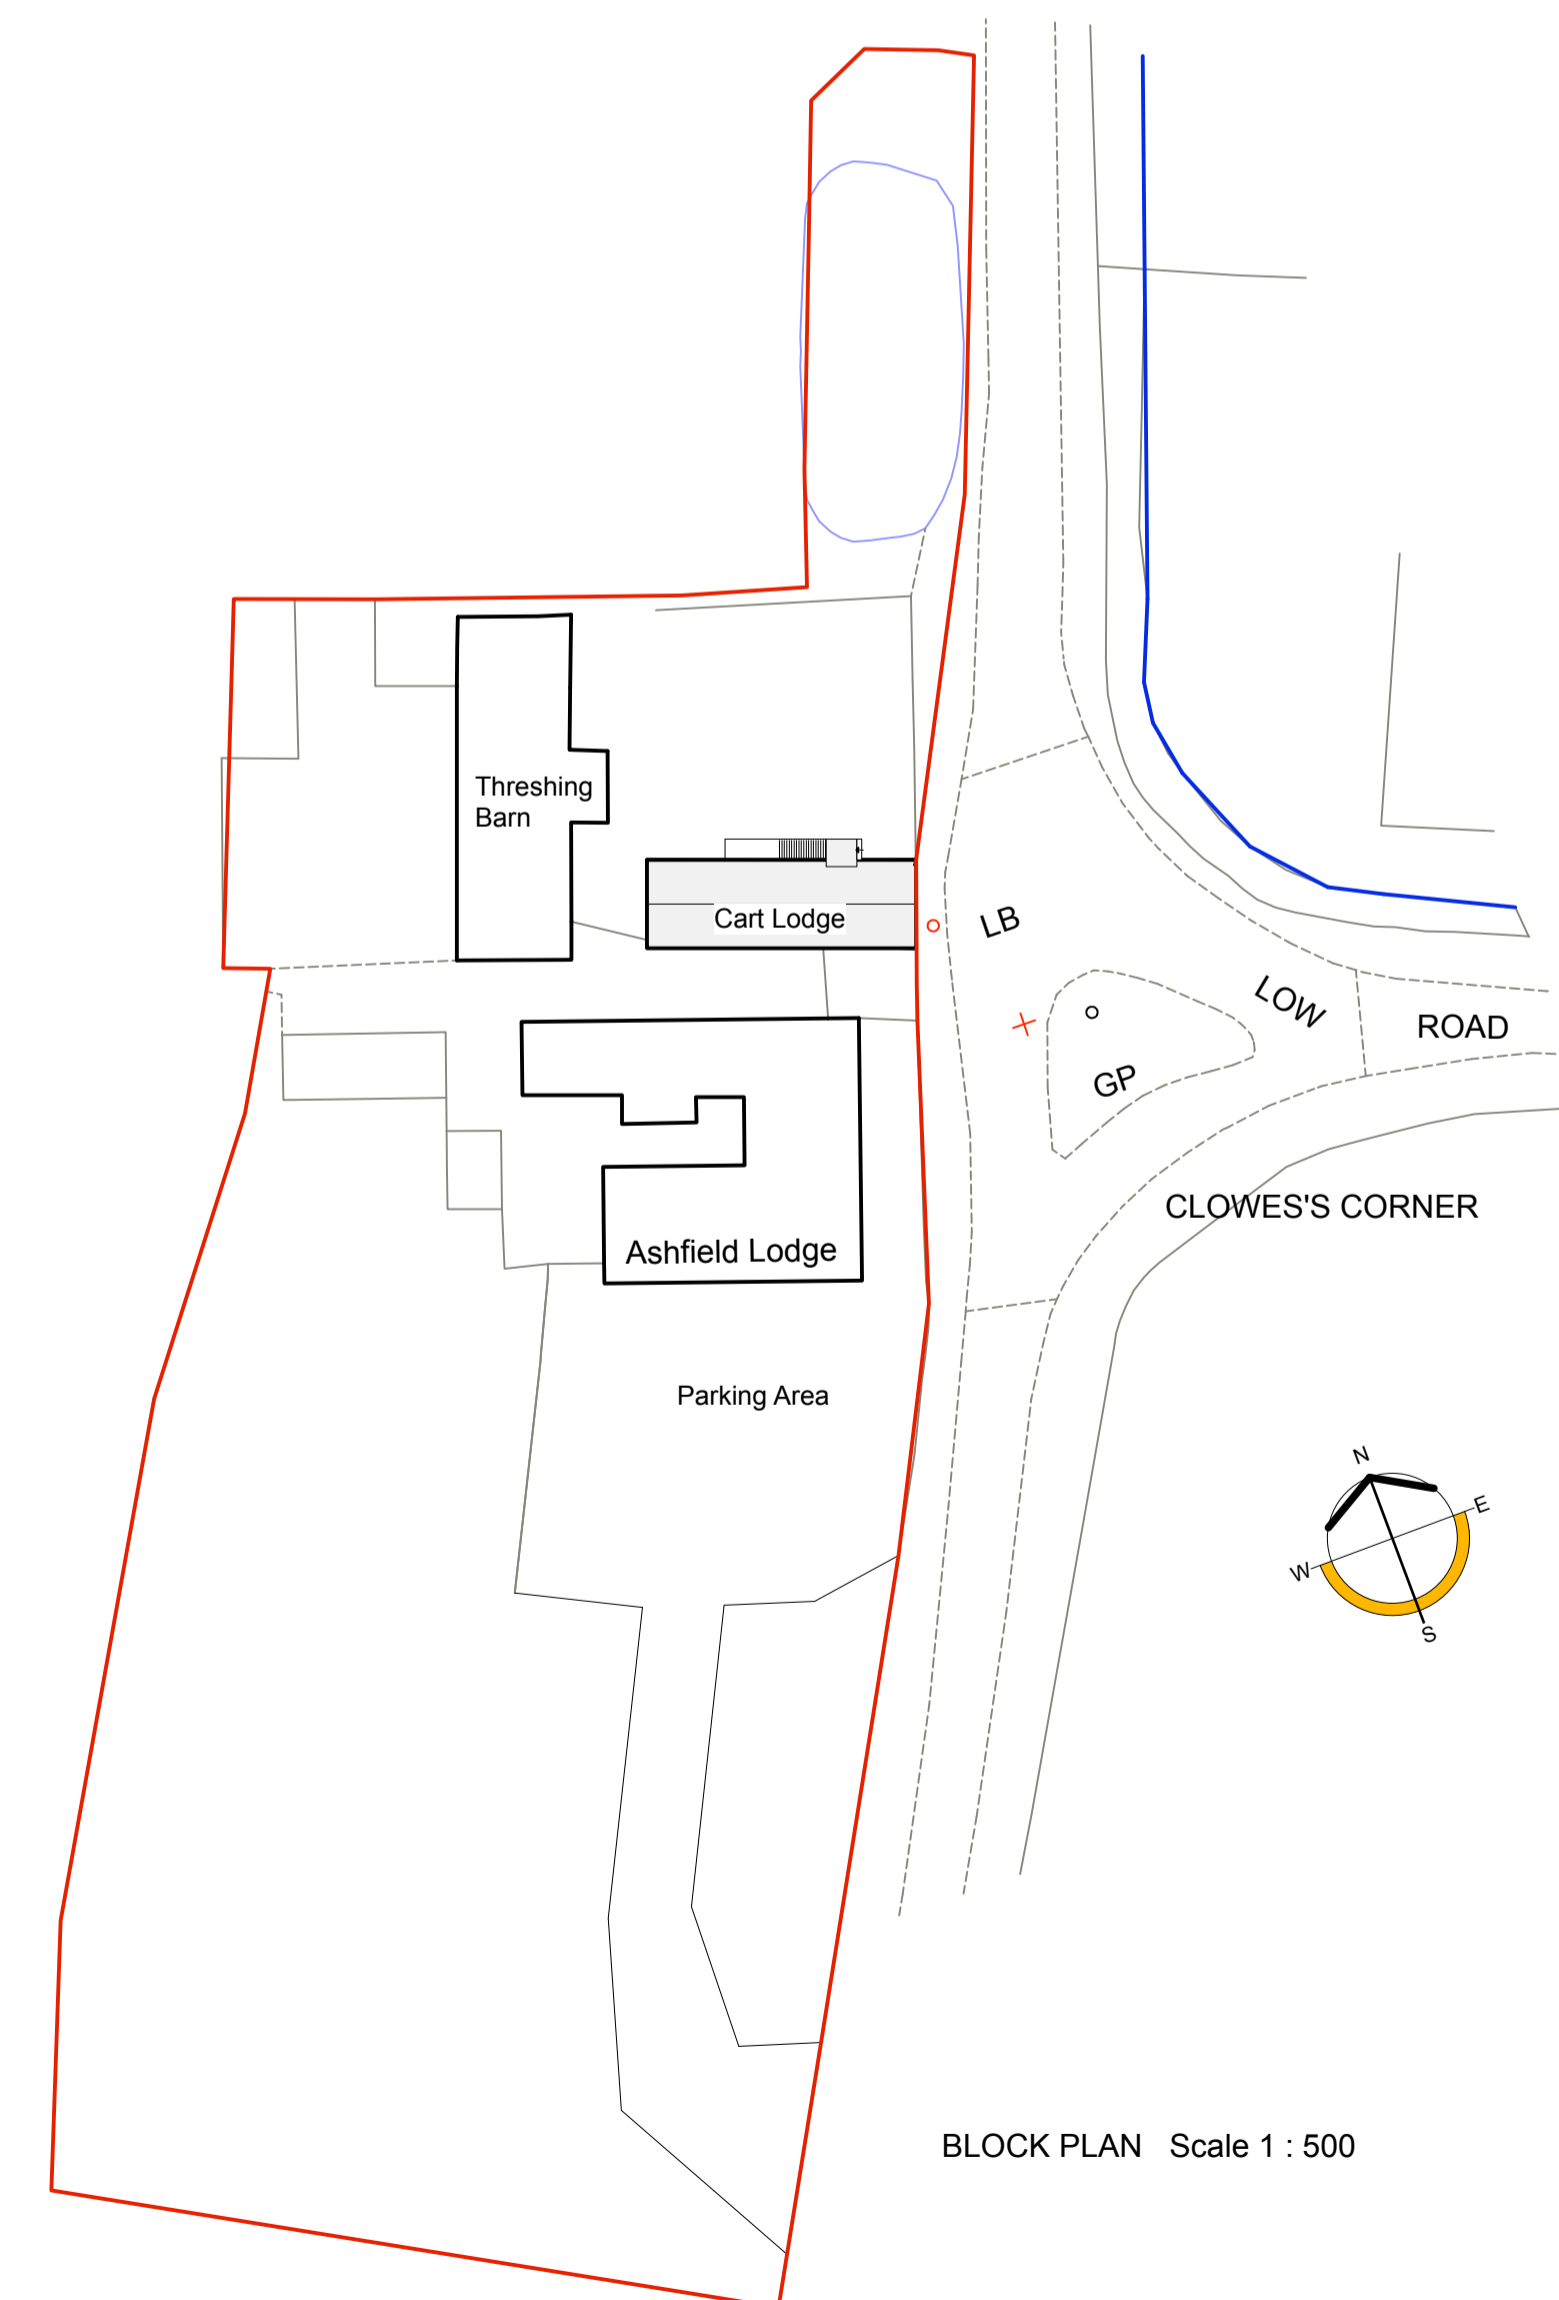 Threshing
Barn
Cart Lodge
LB
LOW
ROAD
GP
CLOWES'S CORNER
Ashfield Lodge
Parking Area
N
E
W
S
BLOCK PLAN Scale 1 : 500